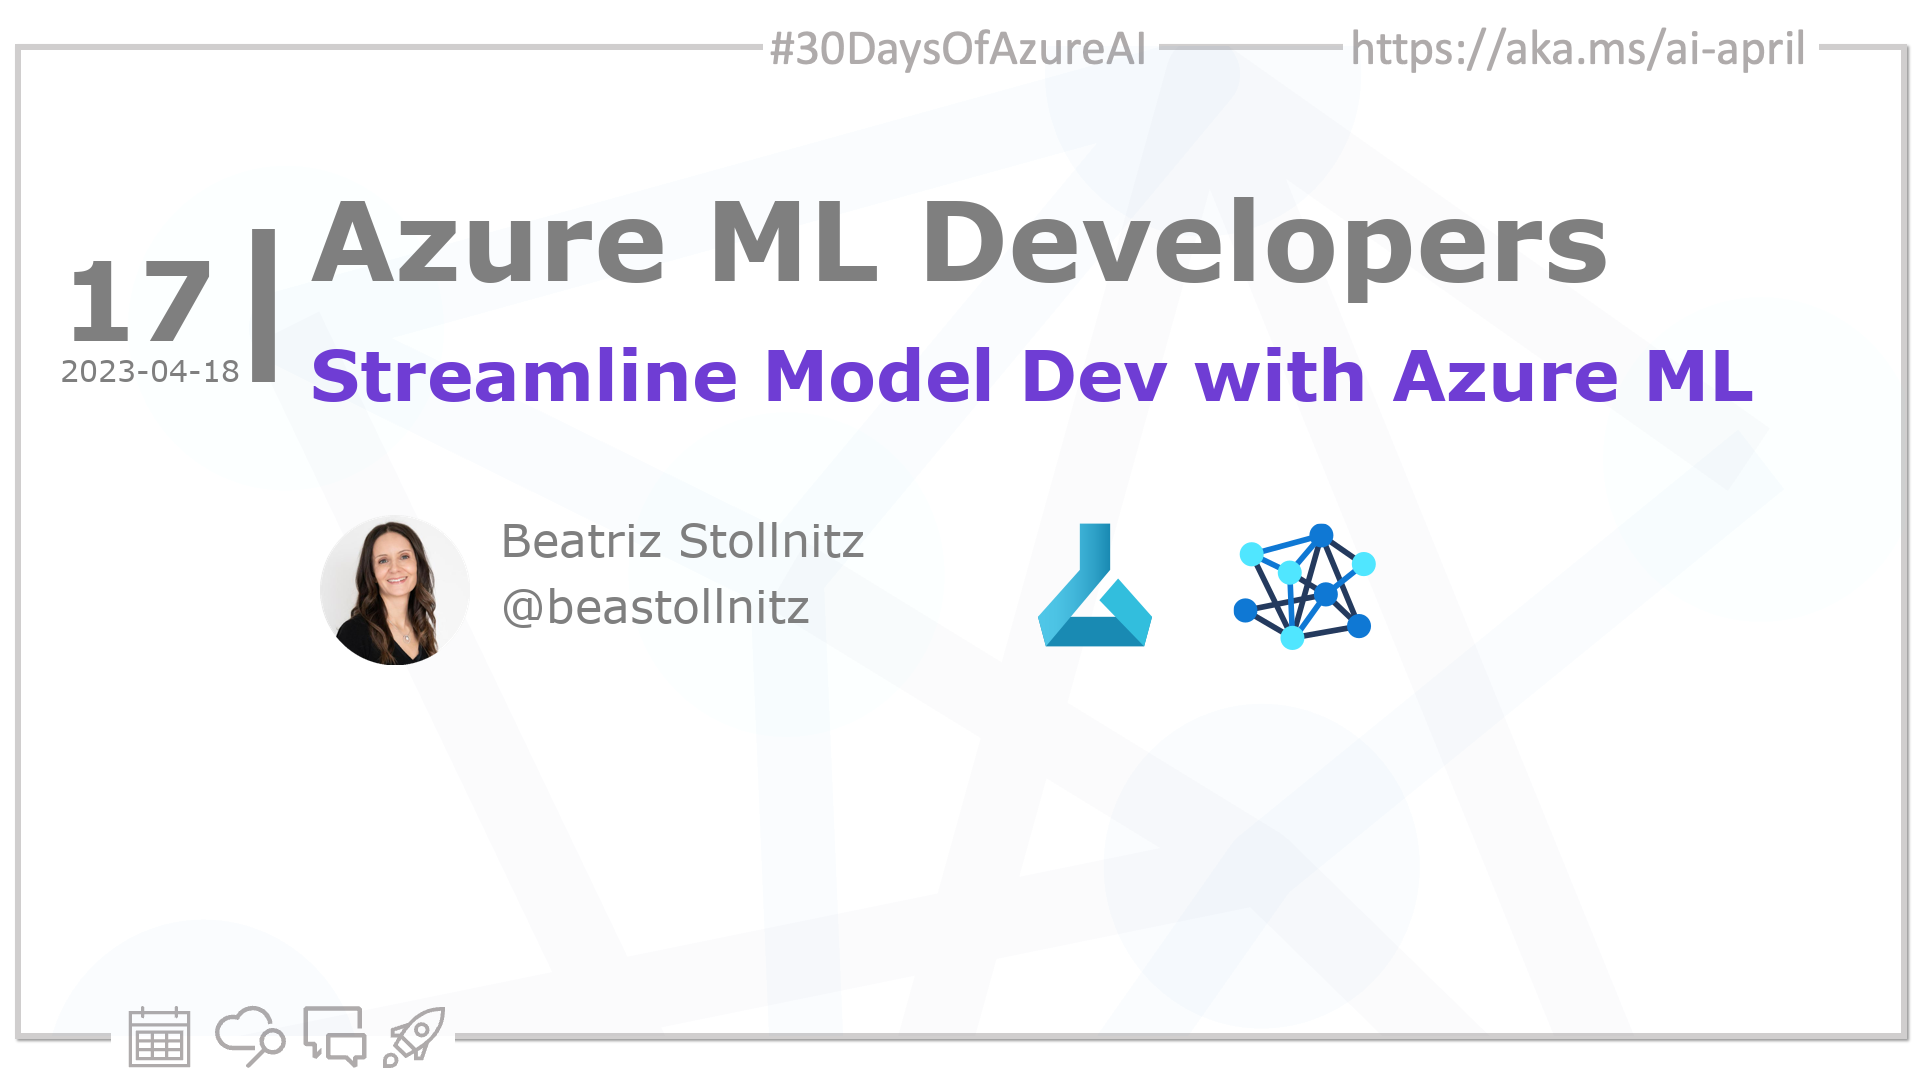 #30DaysOfAzureAI
https://aka.ms/ai-april
17
2023-04-18
Azure ML Developers
Streamline Model Dev with Azure ML
Beatriz Stollnitz
@beastollnitz